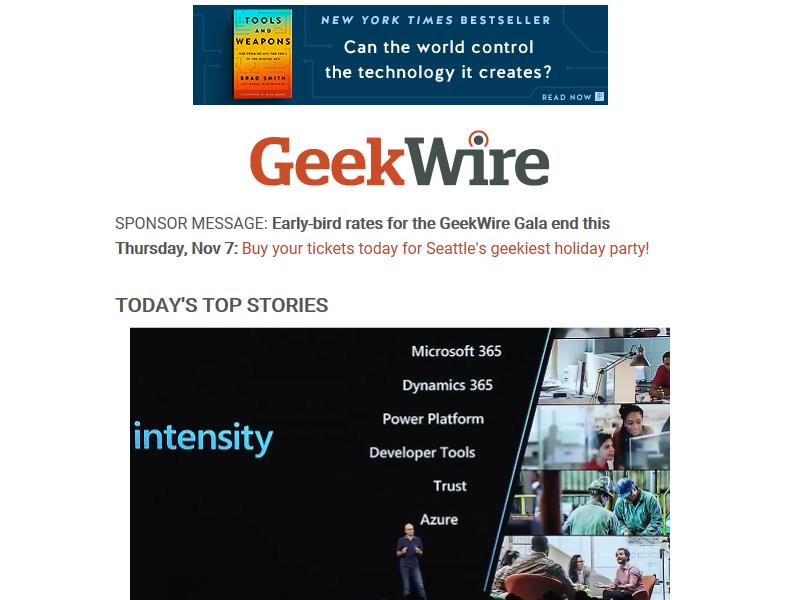 TOOLS
AND
WEAPONS
BRAD SMITH
NEW YORK TIMES BESTSELLER
Can the world control
the technology it creates?
READ NOW
GeekWire
SPONSOR MESSAGE: Early-bird rates for the GeekWire Gala end this
Thursday, Nov 7: Buy your tickets today for Seattle's geekiest holiday party!
TODAY'S TOP STORIES
Microsoft 365
Dynamics 365
Power Platform
intensity
Developer Tools
Trust
Azure